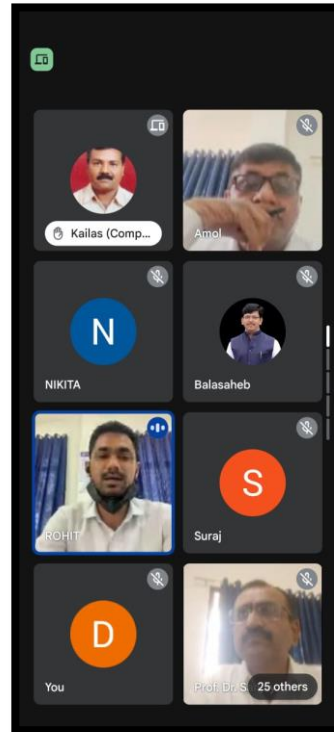 Kailas (Comp...
Amol
N
NIKITA
Balasaheb
ROHIT
S
Suraj
D
You
Prof. Dr. S
25 others